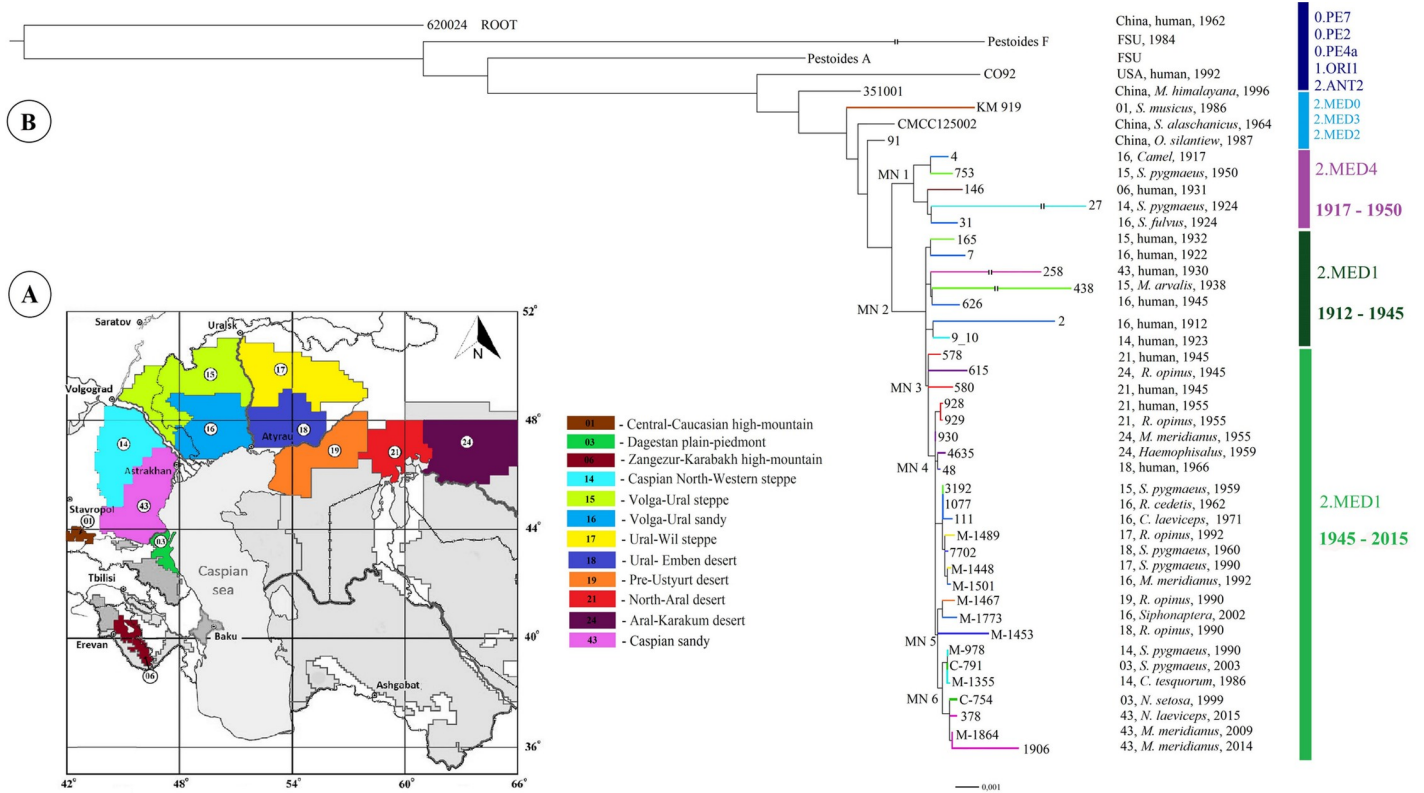 620024 ROOT
China, human, 1962
Pestoides F
FSU, 1984
Pestoides A
FSU
CO92
USA, human, 1992
351001
China, M. himalayana, 1996
KM 919
01, S. musicus, 1986
CMCC125002
China, S. alaschanicus, 1964
91
China, O. silantiew, 1987
B
MN 1
4
16, Camel, 1917
753
15, S. pygmaeus, 1950
146
06, human, 1931
27
14, S. pygmaeus, 1924
31
16, S. fulvus, 1924
165
15, human, 1932
7
16, human, 1922
258
43, human, 1930
438
15, M. arvalis, 1938
MN 2
626
16, human, 1945
2
16, human, 1912
9_10
14, human, 1923
578
21, human, 1945
615
24, R. opinus, 1945
MN 3
580
21, human, 1945
928
21, human, 1955
929
21, R. opinus, 1955
930
24, M. meridianus, 1955
4635
24, Haemophisalus, 1959
MN 4
48
18, human, 1966
3192
15, S. pygmaeus, 1959
1077
16, R. cedetis, 1962
111
16, C. laeviceps, 1971
M-1489
17, R. opinus, 1992
7702
18, S. pygmaeus, 1960
M-1448
17, S. pygmaeus, 1990
M-1501
16, M. meridianus, 1992
M-1467
19, R. opinus, 1990
M-1773
16, Siphonaptera, 2002
MN 5
M-1453
18, R. opinus, 1990
M-978
14, S. pygmaeus, 1990
C-791
03, S. pygmaeus, 2003
M-1355
14, C. tesquorum, 1986
MN 6
C-754
03, N. setosa, 1999
378
43, N. laeviceps, 2015
M-1864
43, M. meridianus, 2009
1906
43, M. meridianus, 2014
0,001
0.PE7
0.PE2
0.PE4a
1.ORI1
2.ANT2
2.MED0
2.MED3
2.MED2
2.MED4
1917 - 1950
2.MED1
1912 - 1945
2.MED1
1945 - 2015
A
Saratov
Uralsk
52°
N
15
17
Volgograd
48°
14
16
Atyrau
18
19
21
24
Astrakhan
43
Stavropol
01
44°
03
Tbilisi
Caspian
sea
Erevan
Baku
40°
06
Ashgabat
36°
42°
48°
54°
60°
66°
01 - Central-Caucasian high-mountain
03 - Dagestan plain-piedmont
06 - Zangezur-Karabakh high-mountain
14 - Caspian North-Western steppe
15 - Volga-Ural steppe
16 - Volga-Ural sandy
17 - Ural-Wil steppe
18 - Ural- Emben desert
19 - Pre-Ustyurt desert
21 - North-Aral desert
24 - Aral-Karakum desert
43 - Caspian sandy